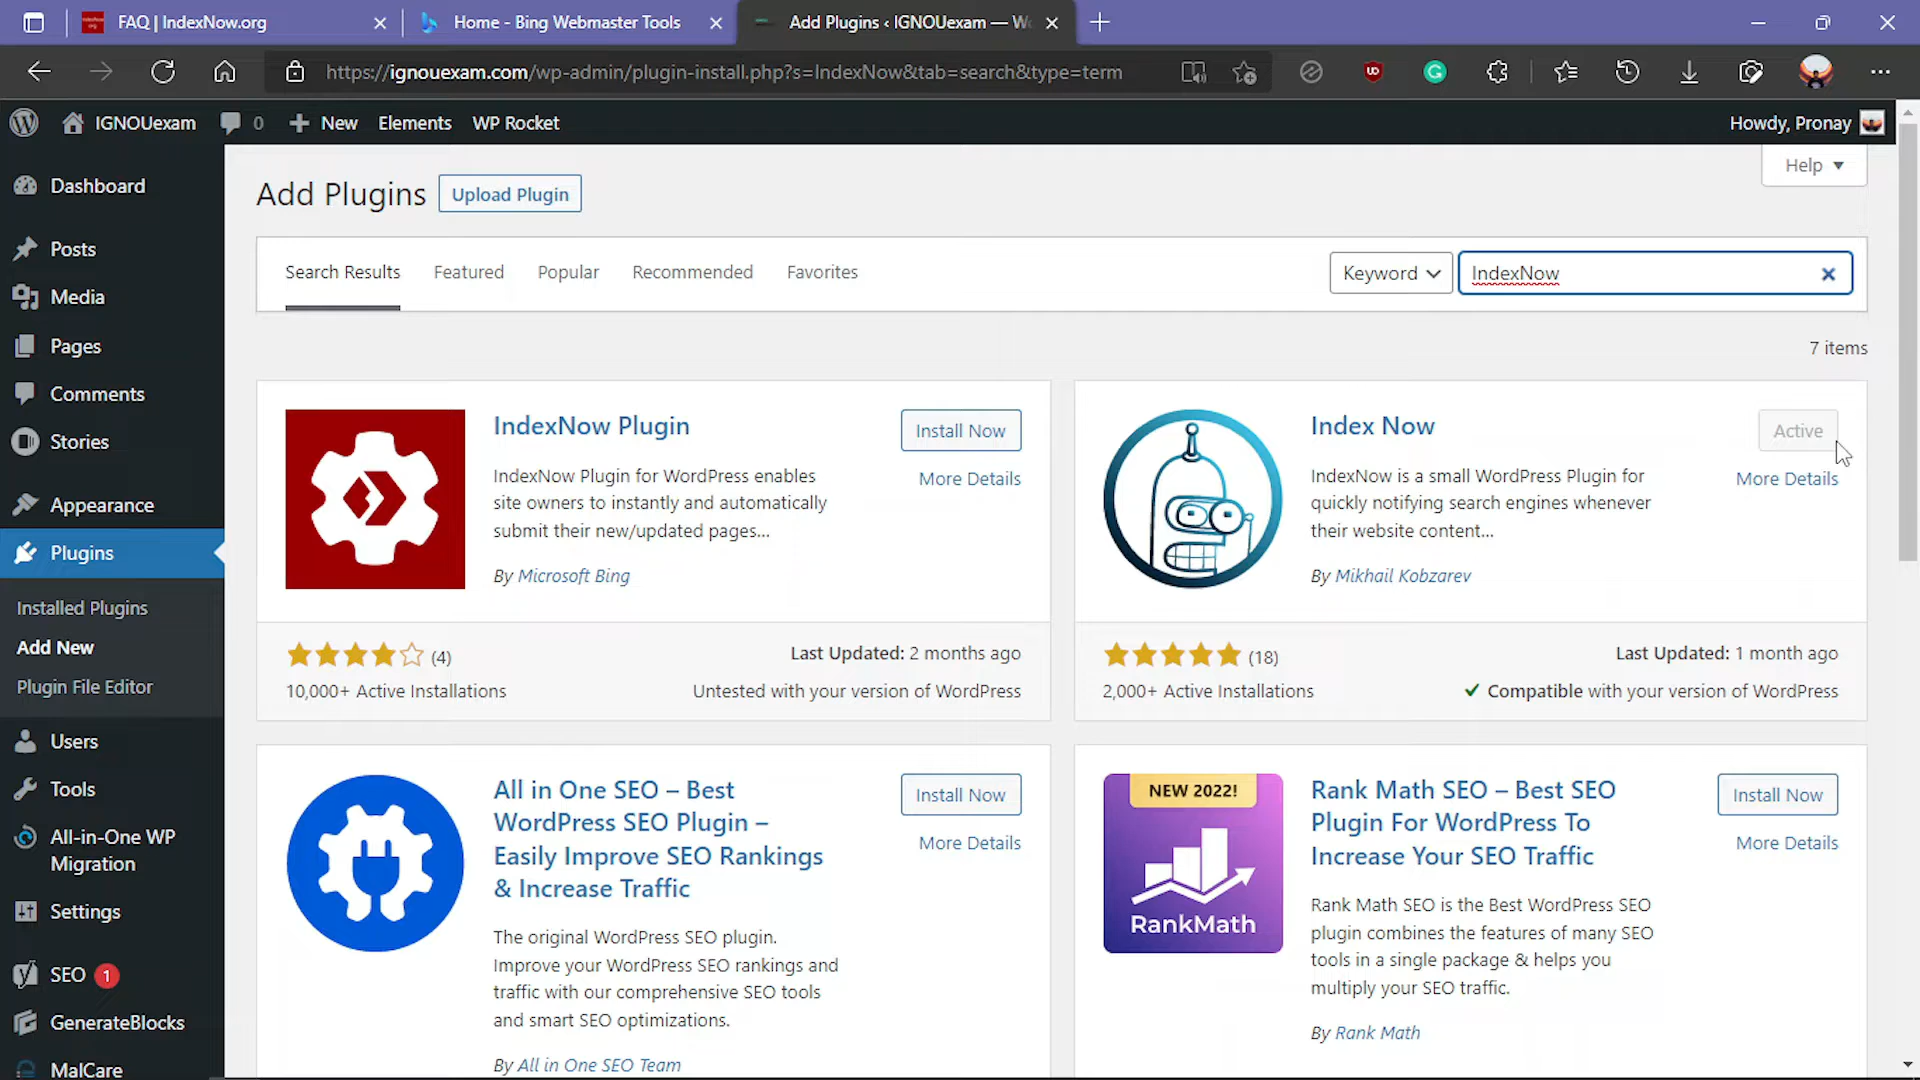 FAQ | IndexNow.org
Home - Bing Webmaster Tools
Add Plugins ‹ IGNOUexam — W
https://ignouexam.com/wp-admin/plugin-install.php?s=IndexNow&tab=search&type=term
IGNOUexam
0
New
Elements
WP Rocket
Howdy, Pronay
Dashboard
Posts
Media
Pages
Comments
Stories
Appearance
Plugins
Installed Plugins
Add New
Plugin File Editor
Users
Tools
All-in-One WP
Migration
Settings
SEO 1
GenerateBlocks
MalCare
Help
Add Plugins
Upload Plugin
Search Results
Featured
Popular
Recommended
Favorites
Keyword
IndexNow
7 items
IndexNow Plugin
Install Now
More Details
IndexNow Plugin for WordPress enables
site owners to instantly and automatically
submit their new/updated pages...
By Microsoft Bing
(4)
10,000+ Active Installations
Last Updated: 2 months ago
Untested with your version of WordPress
Index Now
Active
More Details
IndexNow is a small WordPress Plugin for
quickly notifying search engines whenever
their website content...
By Mikhail Kobzarev
(18)
2,000+ Active Installations
Last Updated: 1 month ago
✓ Compatible with your version of WordPress
All in One SEO – Best
WordPress SEO Plugin –
Easily Improve SEO Rankings
& Increase Traffic
Install Now
More Details
The original WordPress SEO plugin.
Improve your WordPress SEO rankings and
traffic with our comprehensive SEO tools
and smart SEO optimizations.
By All in One SEO Team
NEW 2022!
RankMath
Rank Math SEO – Best SEO
Plugin For WordPress To
Increase Your SEO Traffic
Install Now
More Details
Rank Math SEO is the Best WordPress SEO
plugin combines the features of many SEO
tools in a single package & helps you
multiply your SEO traffic.
By Rank Math